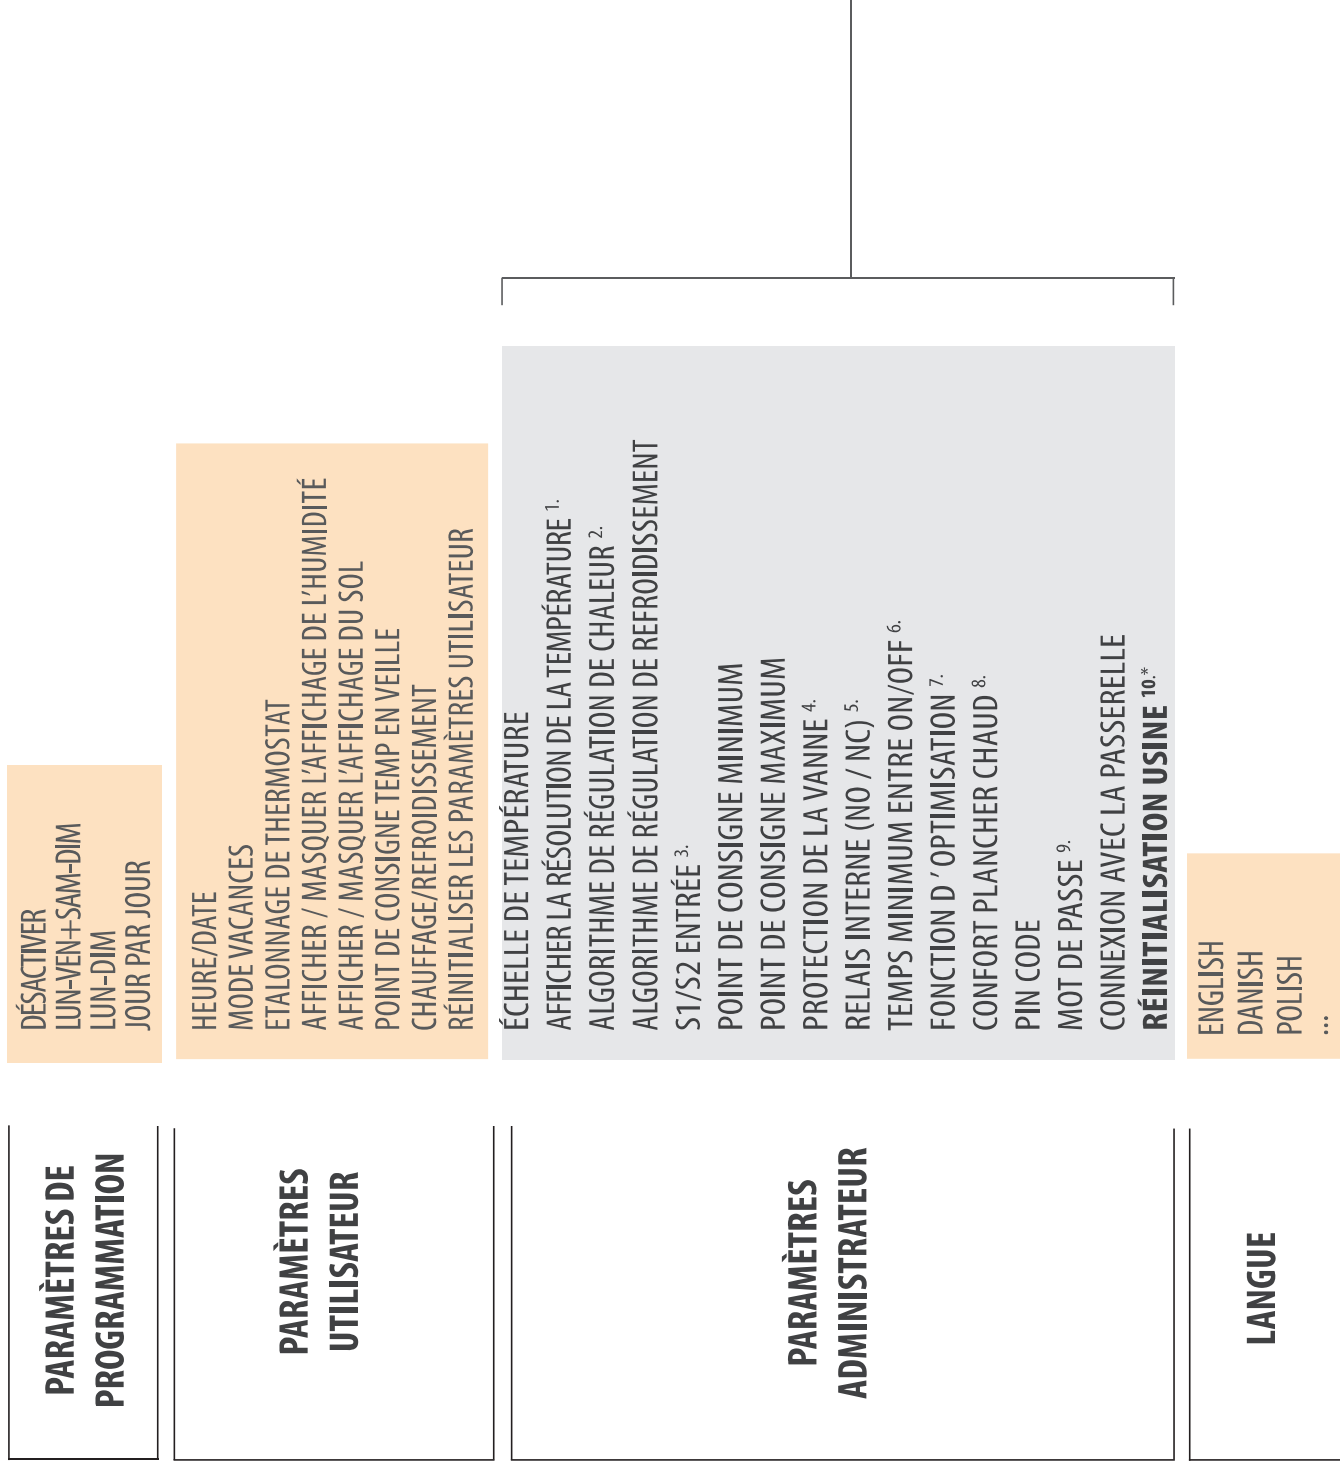 PARAMÈTRES DE
PROGRAMMATION
DÉSACTIVER
LUN-VEN+SAM-DIM
LUN-DIM
JOUR PAR JOUR
PARAMÈTRES
UTILISATEUR
HEURE/DATE
MODE VACANCES
ETALONNAGE DE THERMOSTAT
AFFICHER / MASQUER L'AFFICHAGE DE L'HUMIDITÉ
AFFICHER / MASQUER L'AFFICHAGE DU SOL
POINT DE CONSIGNE TEMP EN VEILLE
CHAUFFAGE/REFROIDISSEMENT
RÉINITIALISER LES PARAMÈTRES UTILISATEUR
PARAMÈTRES
ADMINISTRATEUR
ÉCHELLE DE TEMPÉRATURE
AFFICHER LA RÉSOLUTION DE LA TEMPÉRATURE 1.
ALGORITHME DE RÉGULATION DE CHALEUR 2.
ALGORITHME DE RÉGULATION DE REFROIDISSEMENT
S1/S2 ENTRÉE 3.
POINT DE CONSIGNE MINIMUM
POINT DE CONSIGNE MAXIMUM
PROTECTION DE LA VANNE 4.
RELAIS INTERNE (NO / NC) 5.
TEMPS MINIMUM ENTRE ON/OFF 6.
FONCTION D ' OPTIMISATION 7.
CONFORT PLANCHER CHAUD 8.
PIN CODE
MOT DE PASSE 9.
CONNEXION AVEC LA PASSERELLE
RÉINITIALISATION USINE 10.*
LANGUE
ENGLISH
DANISH
POLISH
...